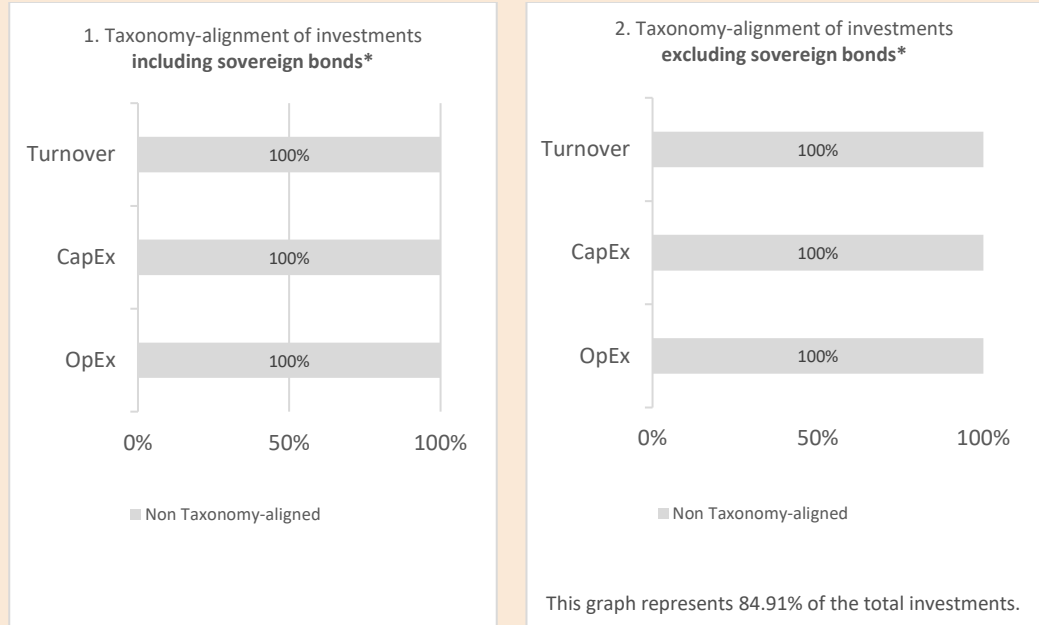 1. Taxonomy-alignment of investments
including sovereign bonds*
Turnover
100%
CapEx
100%
OpEx
100%
0% 50% 100%
Non Taxonomy-aligned
2. Taxonomy-alignment of investments
excluding sovereign bonds*
Turnover
100%
CapEx
100%
OpEx
100%
0% 50% 100%
Non Taxonomy-aligned
This graph represents 84.91% of the total investments.